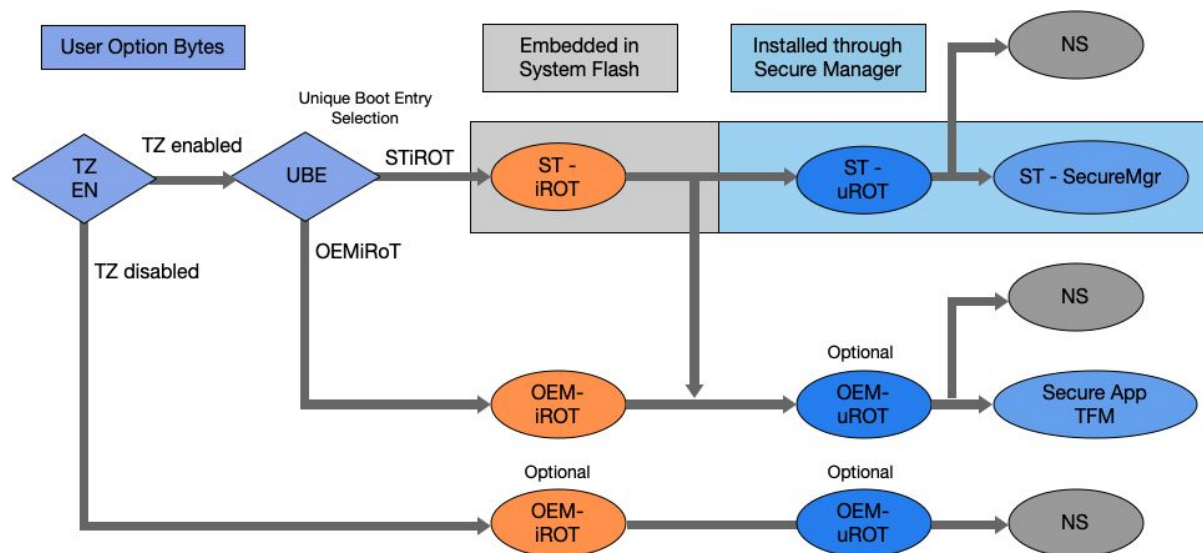 User Option Bytes
Embedded in
System Flash
Installed through
Secure Manager
NS
Unique Boot Entry
Selection
TZ
EN
TZ enabled
UBE
STiROT
ST -
iROT
ST -
uROT
ST - SecureMgr
OEMiRoT
TZ disabled
NS
Optional
OEM-
iROT
OEM-
uROT
Secure App
TFM
Optional
Optional
OEM-
iROT
OEM-
uROT
NS